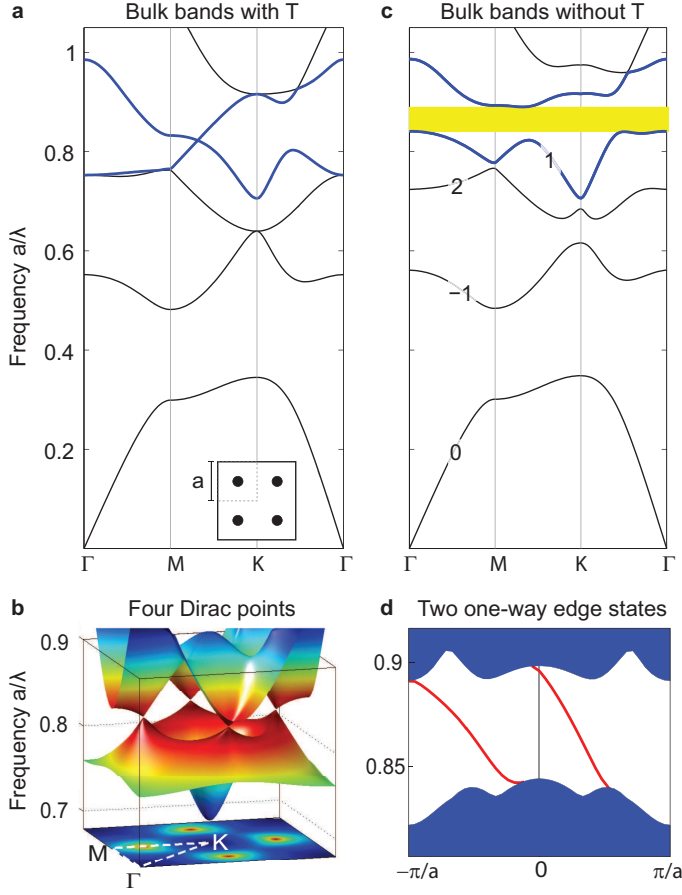 a Bulk bands with T
1
0.8
0.6
0.4
0.2
Frequency a/λ
a
Γ M K Γ
c Bulk bands without T
1
2
−1
0
Γ M K Γ
b Four Dirac points
0.9
0.8
0.7
Frequency a/λ
M
K
Γ
d Two one-way edge states
0.9
0.85
−π/a 0 π/a